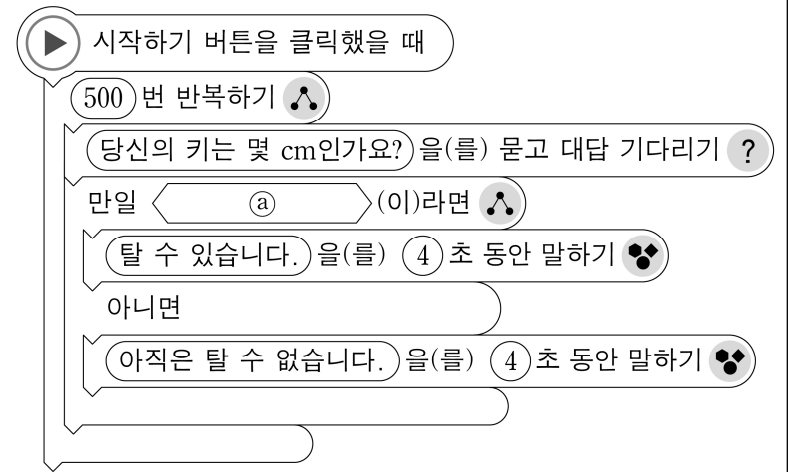 시작하기 버튼을 클릭했을 때
500 번 반복하기
당신의 키는 몇 cm인가요? 을(를) 묻고 대답 기다리기 ?
만일 ⓐ (이)라면
탈 수 있습니다. 을(를) 4 초 동안 말하기
아니면
아직은 탈 수 없습니다. 을(를) 4 초 동안 말하기